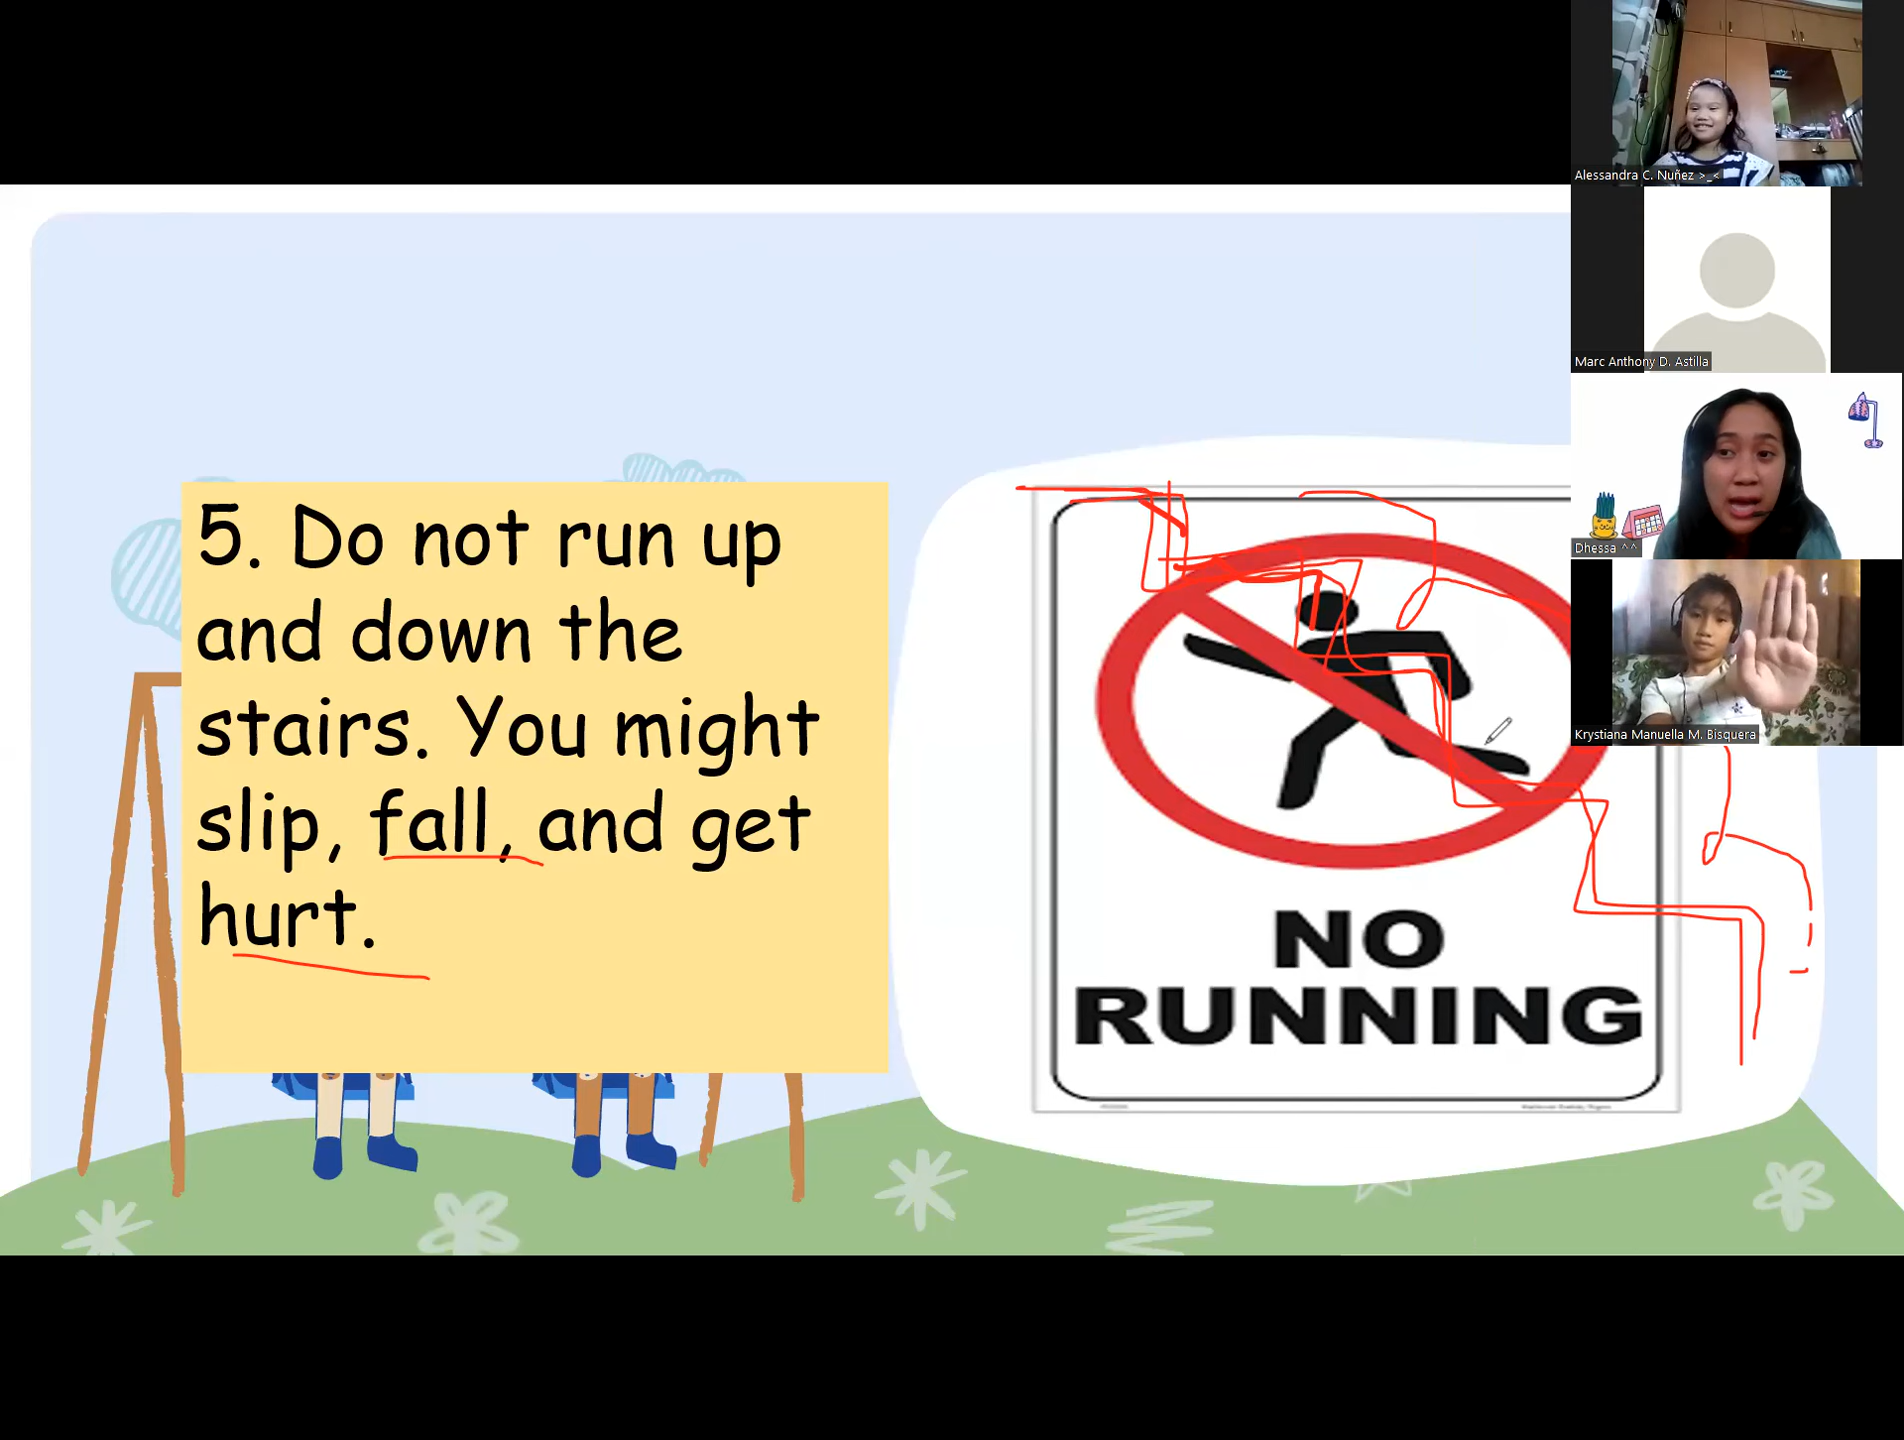 Alessandra C. Nuñez >_<
Marc Anthony D. Astilla
Dhessa ^^
Krystiana Manuella M. Bisquera
5. Do not run up
and down the
stairs. You might
slip, fall, and get
hurt.
NO
RUNNING